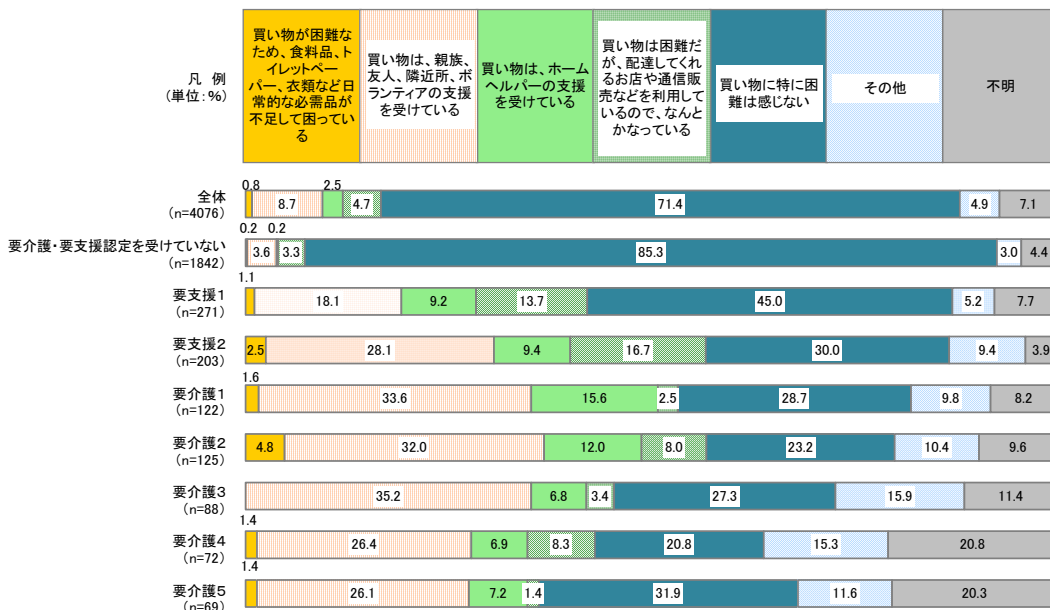 凡 例
(単位:%)
買い物が困難な
ため、食料品、ト
イレットペー
パー、衣類など日
常的な必需品が
不足して困ってい
る
買い物は、親族、
友人、隣近所、ボ
ランティアの支援
を受けている
買い物は、ホーム
ヘルパーの支援
を受けている
買い物は困難だ
が、配達してくれ
るお店や通信販
売などを利用して
いるので、なんと
かなっている
買い物に特に困
難は感じない
その他
不明
全体
(n=4076)
0.8 8.7 2.5 4.7 71.4 4.9 7.1
要介護・要支援認定を受けていない
(n=1842)
0.2 3.6 0.2 3.3 85.3 3.0 4.4
要支援1
(n=271)
1.1 18.1 9.2 13.7 45.0 5.2 7.7
要支援2
(n=203)
2.5 28.1 9.4 16.7 30.0 9.4 3.9
要介護1
(n=122)
1.6 33.6 15.6 2.5 28.7 9.8 8.2
要介護2
(n=125)
4.8 32.0 12.0 8.0 23.2 10.4 9.6
要介護3
(n=88)
35.2 6.8 3.4 27.3 15.9 11.4
要介護4
(n=72)
1.4 26.4 6.9 8.3 20.8 15.3 20.8
要介護5
(n=69)
1.4 26.1 7.2 1.4 31.9 11.6 20.3